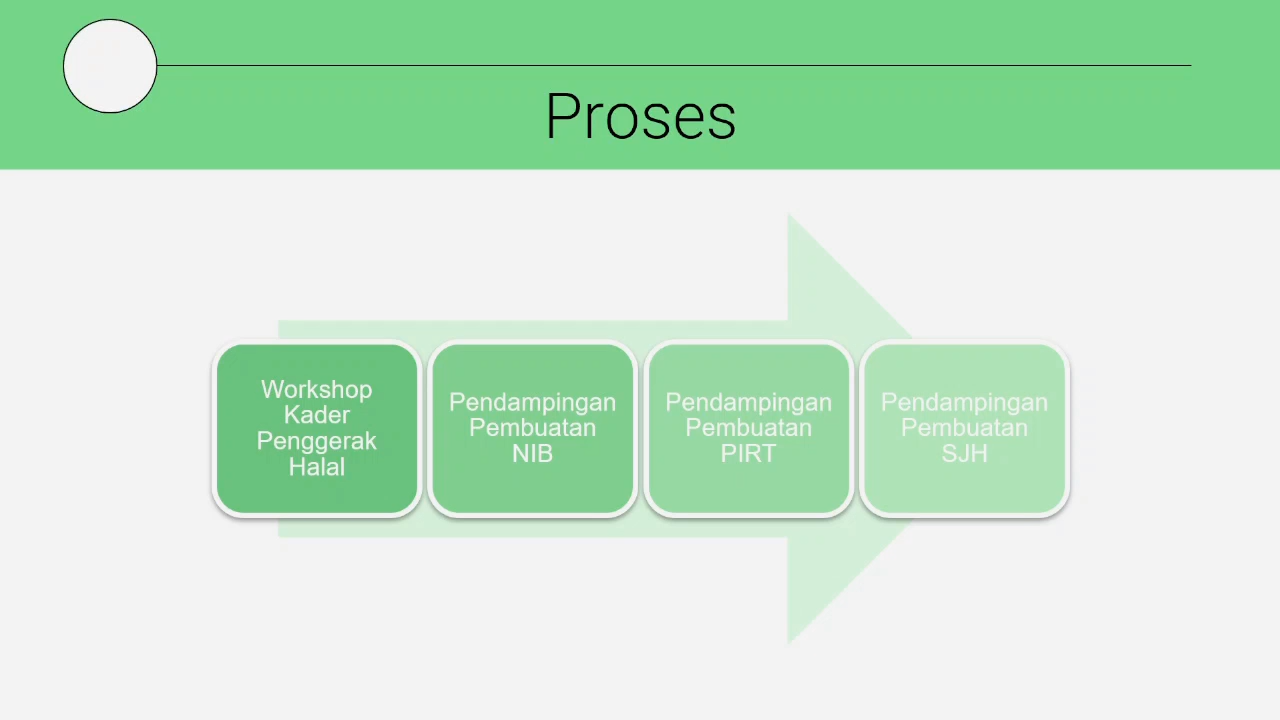 Proses
Workshop
Kader
Penggerak
Halal
Pendampingan
Pembuatan
NIB
Pendampingan
Pembuatan
PIRT
Pendampingan
Pembuatan
SJH